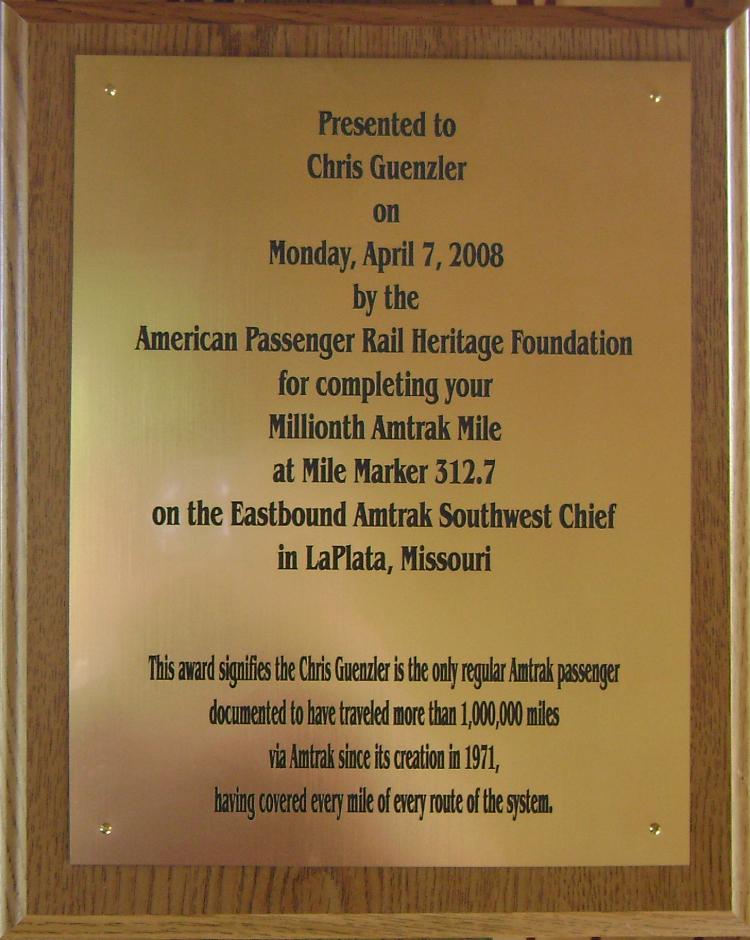 Presented to
Chris Guenzler
on
Monday, April 7, 2008
by the
American Passenger Rail Heritage Foundation
for completing your
Millionth Amtrak Mile
at Mile Marker 312.7
on the Eastbound Amtrak Southwest Chief
in LaPlata, Missouri
This award signifies the Chris Guenzler is the only regular Amtrak passenger
documented to have traveled more than 1,000,000 miles
via Amtrak since its creation in 1971,
having covered every mile of every route of the system.